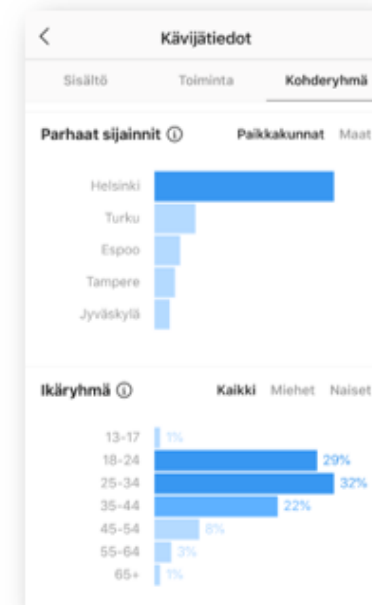 Kävijätiedot
Sisältö Toiminta Kohderyhmä
Parhaat sijainnit Paikkakunnat Maat
Helsinki
Turku
Espoo
Tampere
Jyväskylä
Ikäryhmä Kaikki Miehet Naiset
13-17 1%
18-24 29%
25-34 32%
35-44 22%
45-54 8%
55-64 3%
65+ 1%